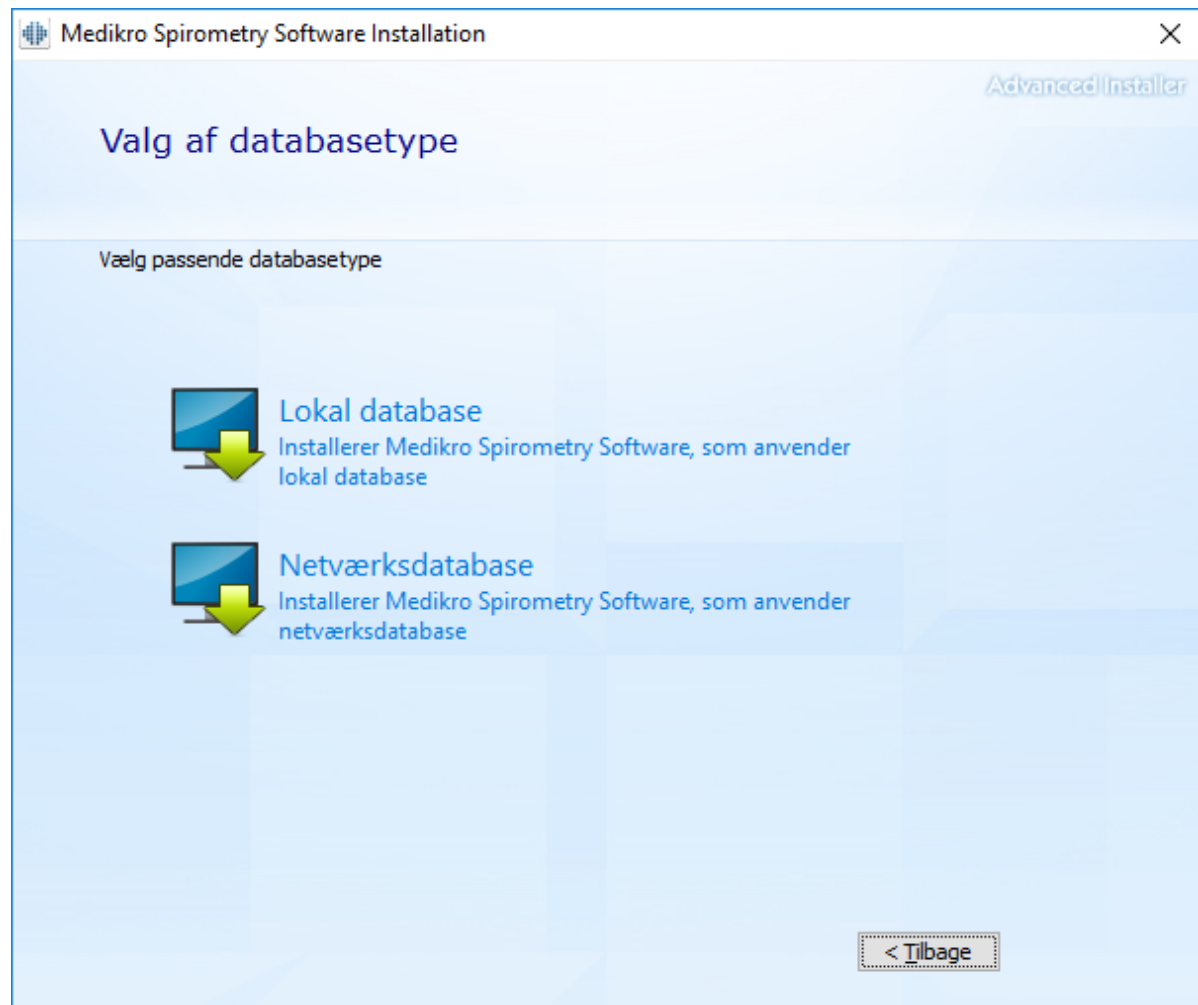 Medikro Spirometry Software Installation
Advanced Installer
Valg af databasetype
Vælg passende databasetype
Lokal database
Installerer Medikro Spirometry Software, som anvender
lokal database
Netværksdatabase
Installerer Medikro Spirometry Software, som anvender
netværksdatabase
< Tilbage